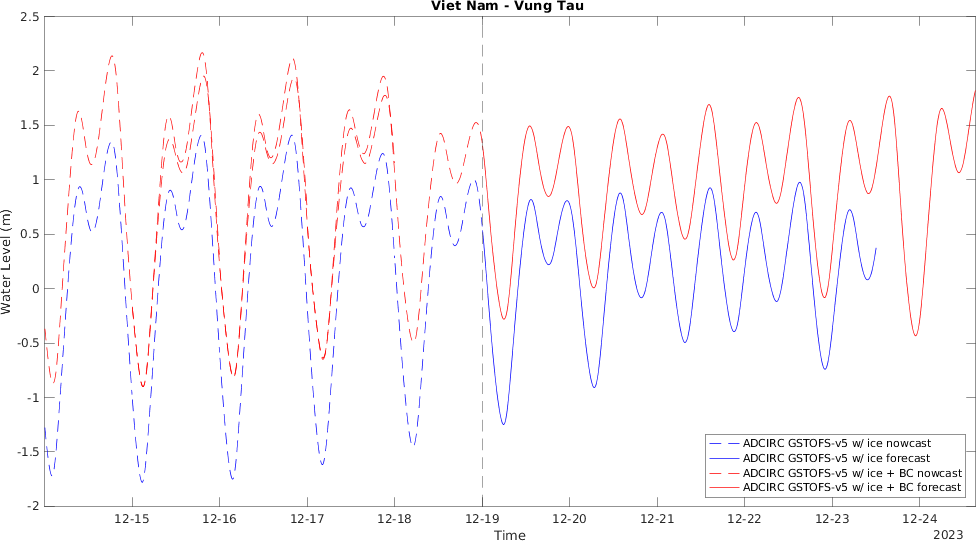 Viet Nam - Vung Tau
2.5
2
1.5
1
0.5
0
-0.5
-1
-1.5
-2
Water Level (m)
12-15 12-16 12-17 12-18 12-19 12-20 12-21 12-22 12-23 12-24
Time
2023
ADCIRC GSTOFS-v5 w/ ice nowcast
ADCIRC GSTOFS-v5 w/ ice forecast
ADCIRC GSTOFS-v5 w/ ice + BC nowcast
ADCIRC GSTOFS-v5 w/ ice + BC forecast